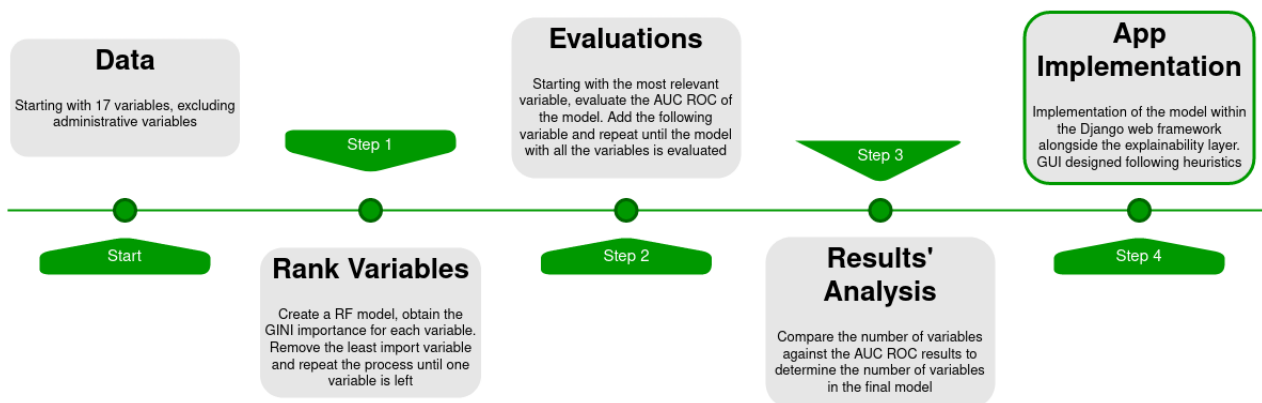 Data
Starting with 17 variables, excluding
administrative variables
Start
Step 1
Rank Variables
Create a RF model, obtain the
GINI importance for each variable.
Remove the least import variable
and repeat the process until one
variable is left
Evaluations
Starting with the most relevant
variable, evaluate the AUC ROC of
the model. Add the following
variable and repeat until the model
with all the variables is evaluated
Step 2
Step 3
Results'
Analysis
Compare the number of variables
against the AUC ROC results to
determine the number of variables
in the final model
App
Implementation
Implementation of the model within
the Django web framework
alongside the explainability layer.
GUI designed following heuristics
Step 4